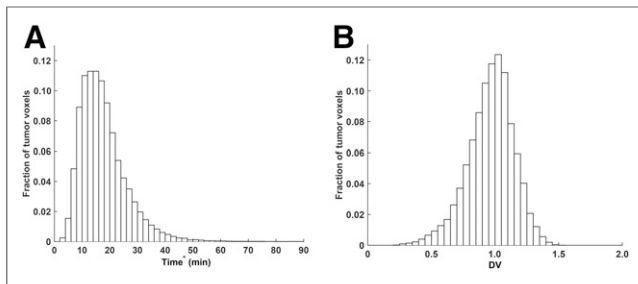 A
Fraction of tumor voxels
0.12
0.10
0.08
0.06
0.04
0.02
0
0 10 20 30 40 50 60 70 80 90
Time* (min)
B
Fraction of tumor voxels
0.12
0.10
0.08
0.06
0.04
0.02
0.00
0 0.5 1.0 1.5 2.0
DV